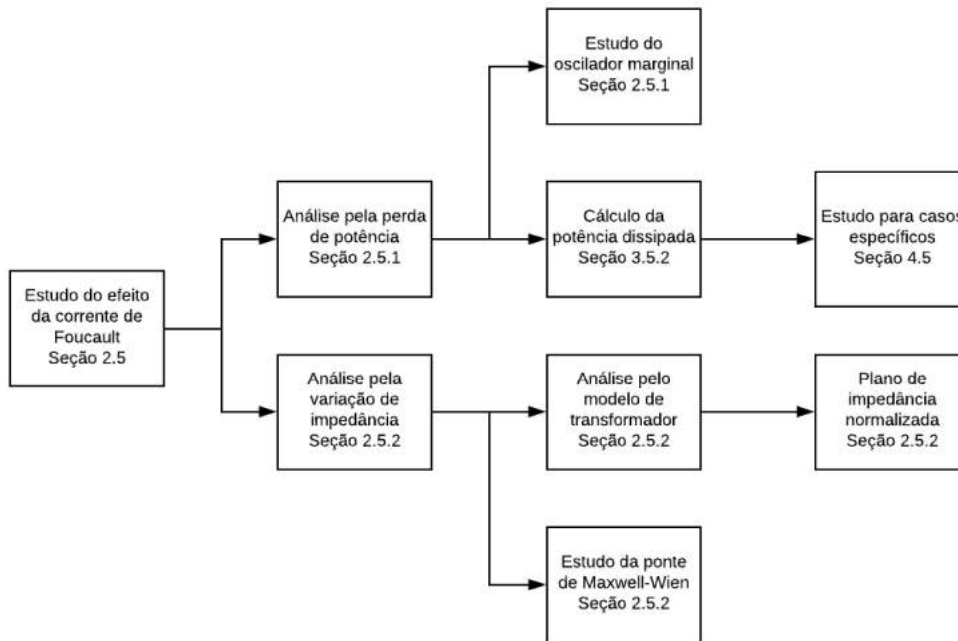 Estudo do
oscilador marginal
Seção 2.5.1
Análise pela perda
de potência
Seção 2.5.1
Cálculo da
potência dissipada
Seção 3.5.2
Estudo para casos
específicos
Seção 4.5
Estudo do efeito
da corrente de
Foucault
Seção 2.5
Análise pela
variação de
impedância
Seção 2.5.2
Análise pelo
modelo de
transformador
Seção 2.5.2
Plano de
impedância
normalizada
Seção 2.5.2
Estudo da ponte
de Maxwell-Wien
Seção 2.5.2